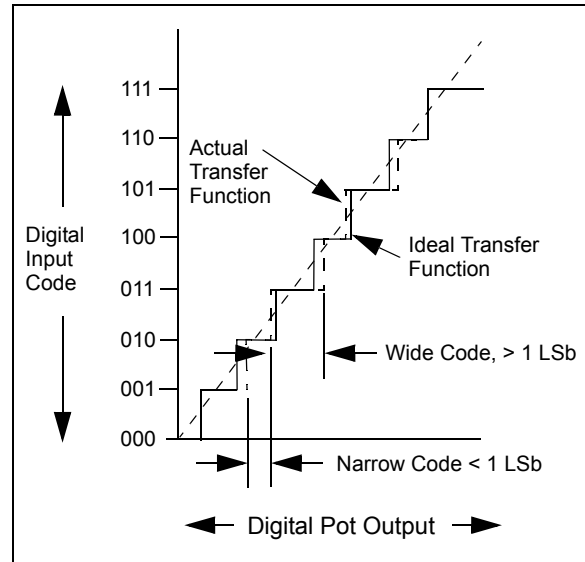 111
110
Actual
Transfer
Function
101
Digital
Input
Code
100
Ideal Transfer
Function
011
Wide Code, > 1 LSb
010
001
000
Narrow Code < 1 LSb
Digital Pot Output